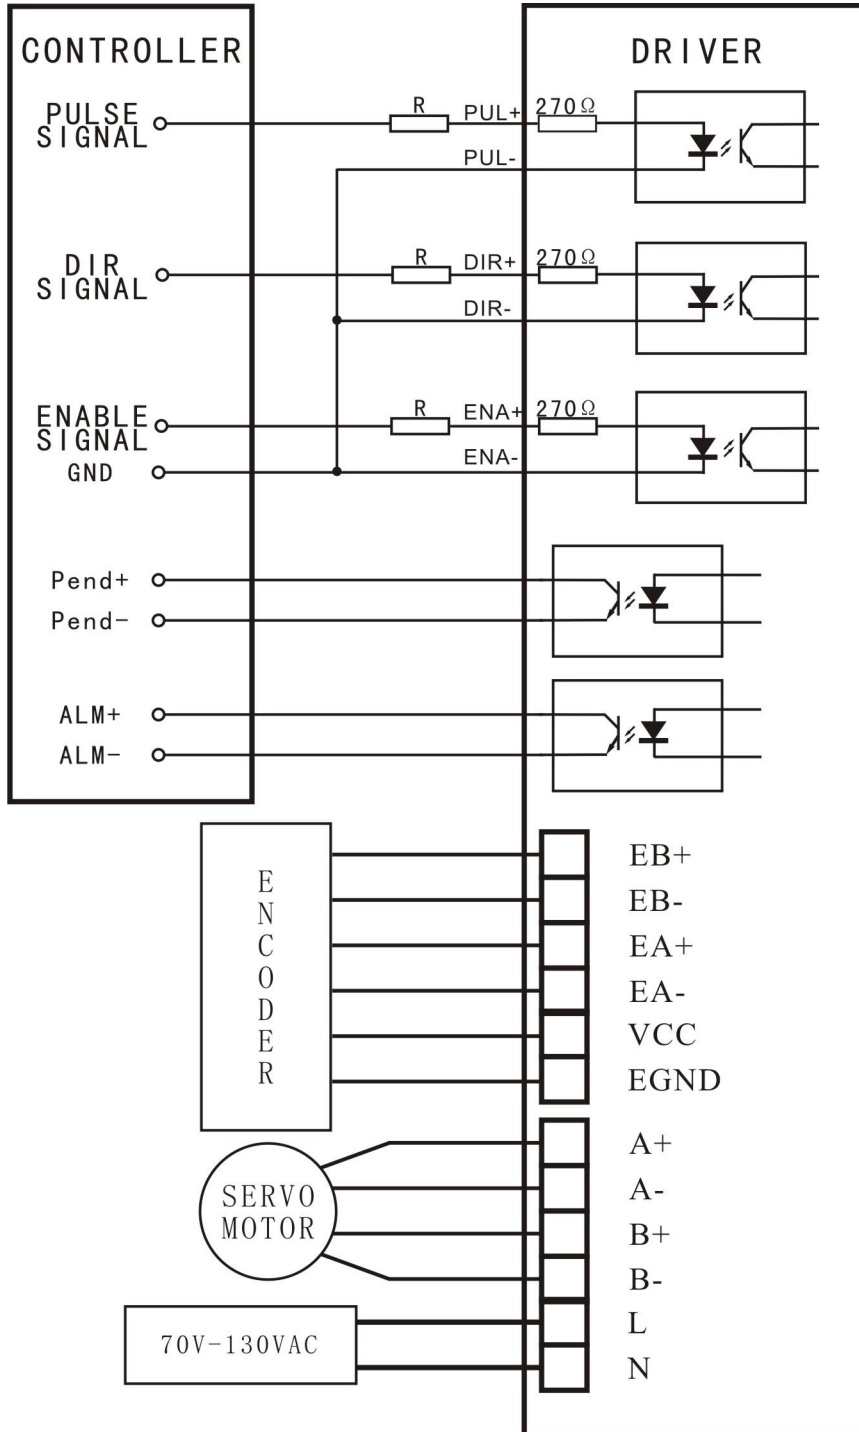 CONTROLLER
DRIVER
PULSE
SIGNAL
R
PUL+
270Ω
PUL-
DIR
SIGNAL
R
DIR+
270Ω
DIR-
ENABLE
SIGNAL
R
ENA+
270Ω
GND
ENA-
Pend+
Pend-
ALM+
ALM-
ENCODER
EB+
EB-
EA+
EA-
VCC
EGND
SERVO
MOTOR
A+
A-
B+
B-
70V-130VAC
L
N